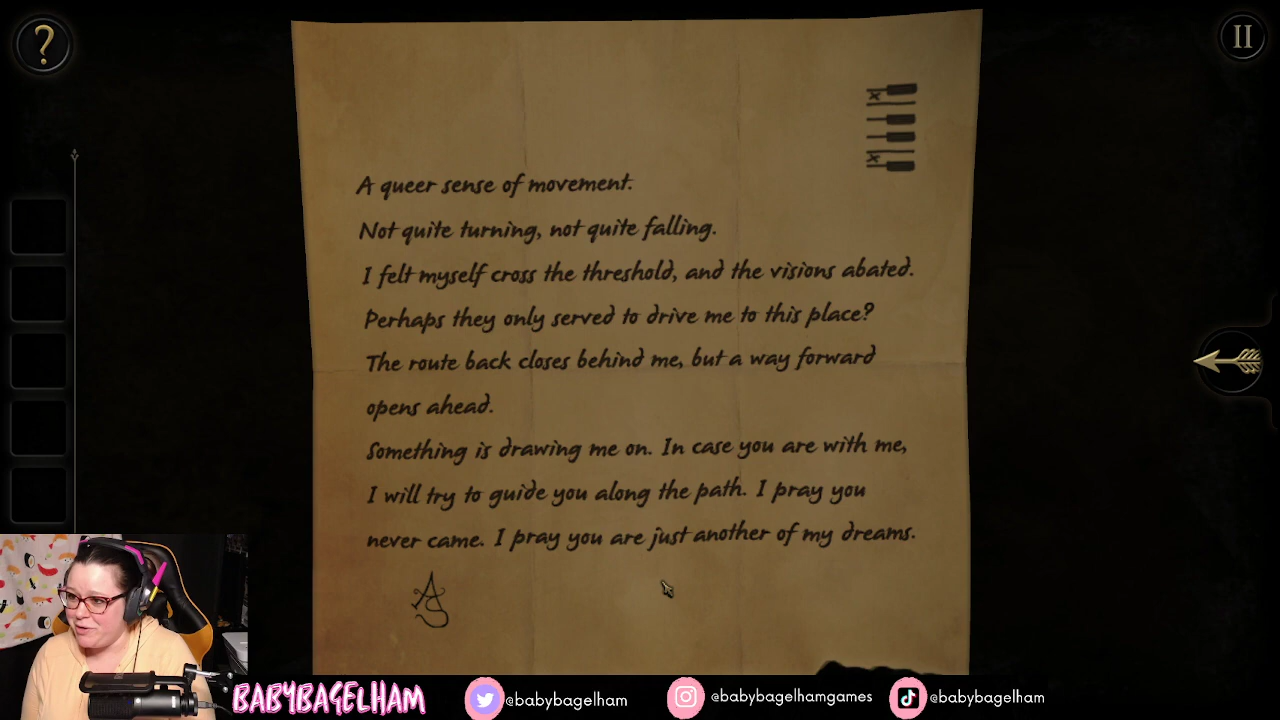 ?
II
A queer sense of movement.
Not quite turning, not quite falling.
I felt myself cross the threshold, and the visions abated.
Perhaps they only served to drive me to this place?
The route back closes behind me, but a way forward
opens ahead.
Something is drawing me on. In case you are with me,
I will try to guide you along the path. I pray you
never came. I pray you are just another of my dreams.
AS
BABYBAGELHAM
@babybagelham
@babybagelhamgames
@babybagelham